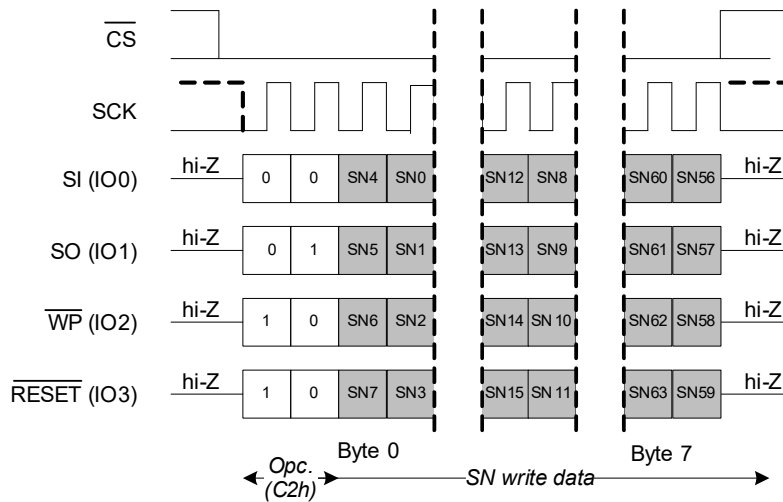 CS
SCK
SI (IO0) hi-Z 0 0 SN4 SN0 SN12 SN8 SN60 SN56 hi-Z
SO (IO1) hi-Z 0 1 SN5 SN1 SN13 SN9 SN61 SN57 hi-Z
WP (IO2) hi-Z 1 0 SN6 SN2 SN14 SN 10 SN62 SN58 hi-Z
RESET (IO3) hi-Z 1 0 SN7 SN3 SN15 SN 11 SN63 SN59 hi-Z
Byte 0 Byte 7
Opc. SN write data
(C2h)